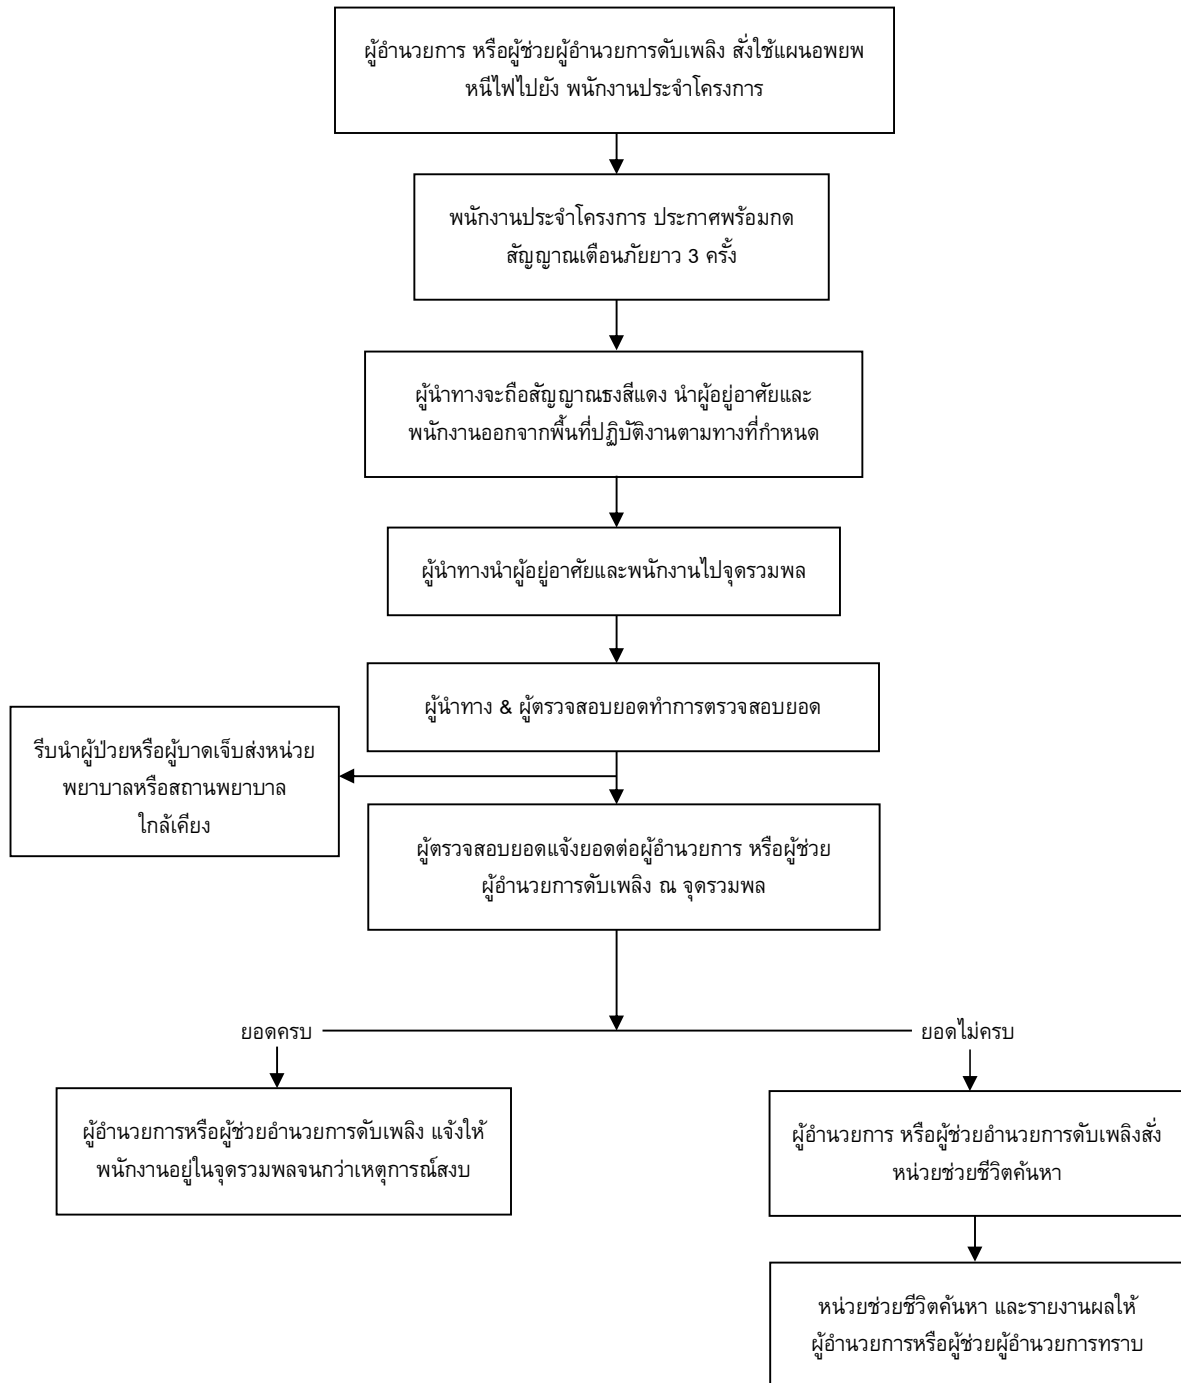 ผู้อำนวยการ หรือผู้ช่วยผู้อำนวยการดับเพลิง สั่งใช้แผนอพยพ
หนีไฟไปยัง พนักงานประจำโครงการ
พนักงานประจำโครงการ ประกาศพร้อมกด
สัญญาณเตือนภัยยาว 3 ครั้ง
ผู้นำทางจะถือสัญญาณธงสีแดง นำผู้อยู่อาศัยและ
พนักงานออกจากพื้นที่ปฏิบัติงานตามทางที่กำหนด
ผู้นำทางนำผู้อยู่อาศัยและพนักงานไปจุดรวมพล
ผู้นำทาง & ผู้ตรวจสอบยอดทำการตรวจสอบยอด
รีบนำผู้ป่วยหรือผู้บาดเจ็บส่งหน่วย
พยาบาลหรือสถานพยาบาล
ใกล้เคียง
ผู้ตรวจสอบยอดแจ้งยอดต่อผู้อำนวยการ หรือผู้ช่วย
ผู้อำนวยการดับเพลิง ณ จุดรวมพล
ยอดครบ
ยอดไม่ครบ
ผู้อำนวยการหรือผู้ช่วยอำนวยการดับเพลิง แจ้งให้
พนักงานอยู่ในจุดรวมพลจนกว่าเหตุการณ์สงบ
ผู้อำนวยการ หรือผู้ช่วยอำนวยการดับเพลิงสั่ง
หน่วยช่วยชีวิตค้นหา
หน่วยช่วยชีวิตค้นหา และรายงานผลให้
ผู้อำนวยการหรือผู้ช่วยผู้อำนวยการทราบ